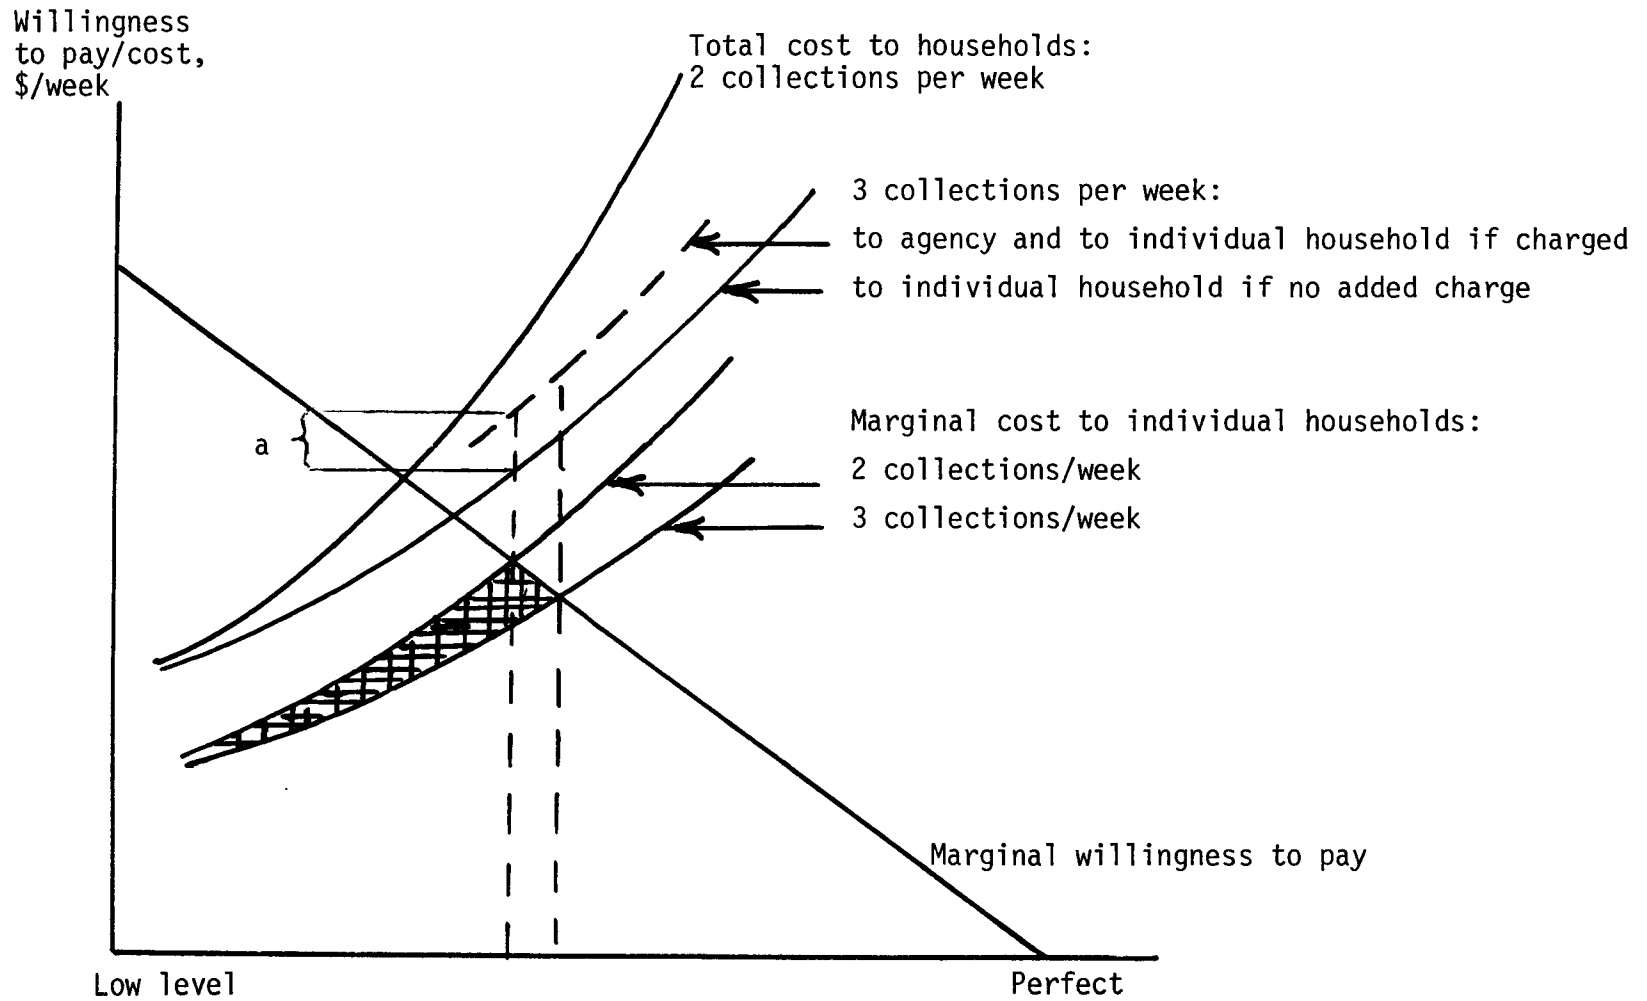 Willingness
to pay/cost,
$/week
Total cost to households:
2 collections per week
3 collections per week:
to agency and to individual household if charged
to individual household if no added charge
a
Marginal cost to individual households:
2 collections/week
3 collections/week
Marginal willingness to pay
Low level
Perfect